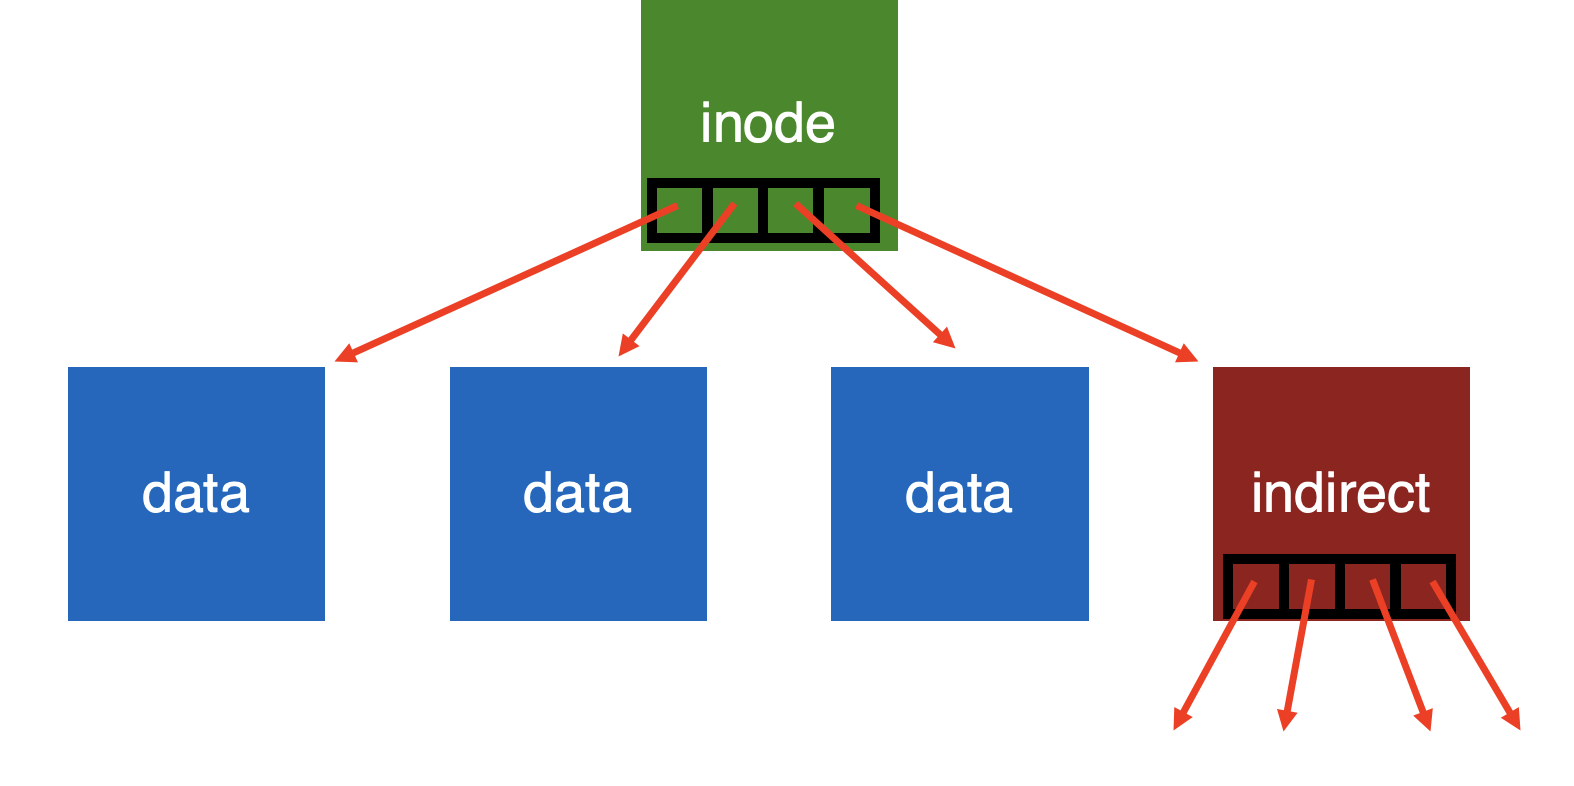 inode
data
data
data
indirect